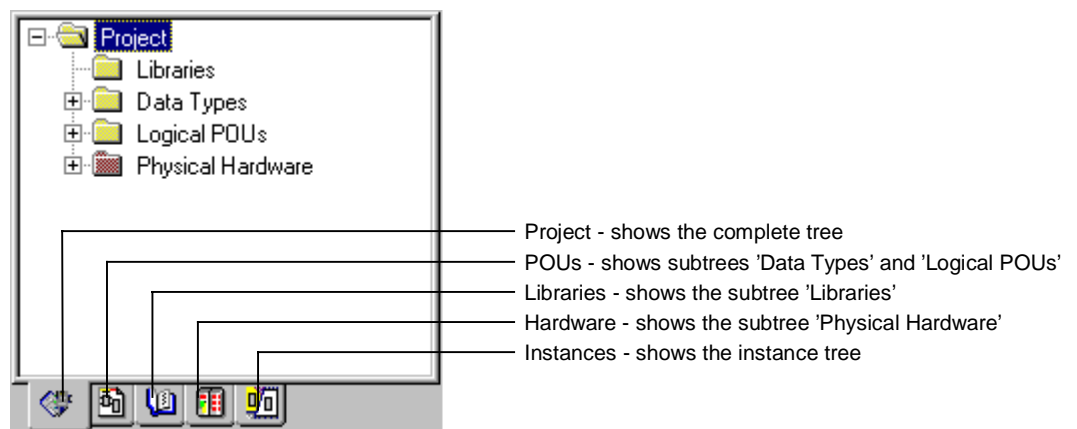 Project
Libraries
Data Types
Logical POUs
Physical Hardware
Project - shows the complete tree
POUs - shows subtrees ’Data Types’ and ’Logical POUs’
Libraries - shows the subtree ’Libraries’
Hardware - shows the subtree ’Physical Hardware’
Instances - shows the instance tree